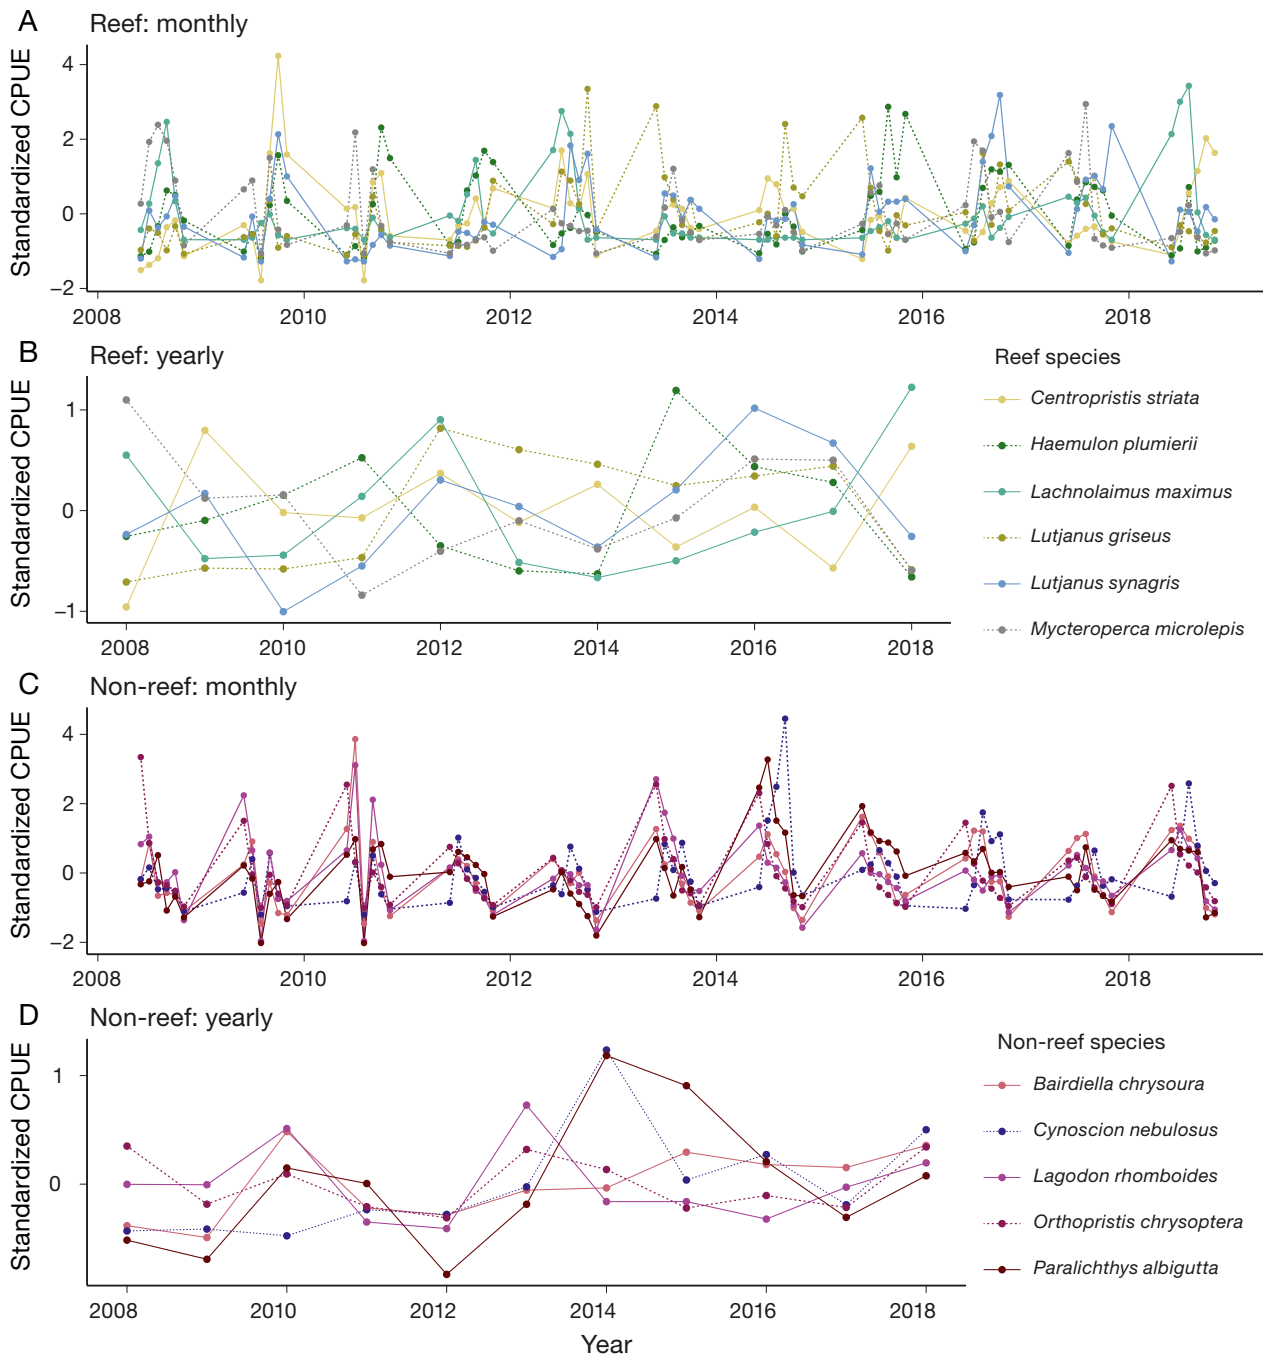 A
Reef: monthly
Standardized CPUE
4
2
0
−2
2008 2010 2012 2014 2016 2018
B
Reef: yearly
Standardized CPUE
1
0
−1
2008 2010 2012 2014 2016 2018
Reef species
Centropristis striata
Haemulon plumierii
Lachnolaimus maximus
Lutjanus griseus
Lutjanus synagris
Mycteroperca microlepis
C
Non-reef: monthly
Standardized CPUE
4
2
0
−2
2008 2010 2012 2014 2016 2018
D
Non-reef: yearly
Standardized CPUE
1
0
2008 2010 2012 2014 2016 2018
Year
Non-reef species
Bairdiella chrysoura
Cynoscion nebulosus
Lagodon rhomboides
Orthopristis chrysoptera
Paralichthys albigutta